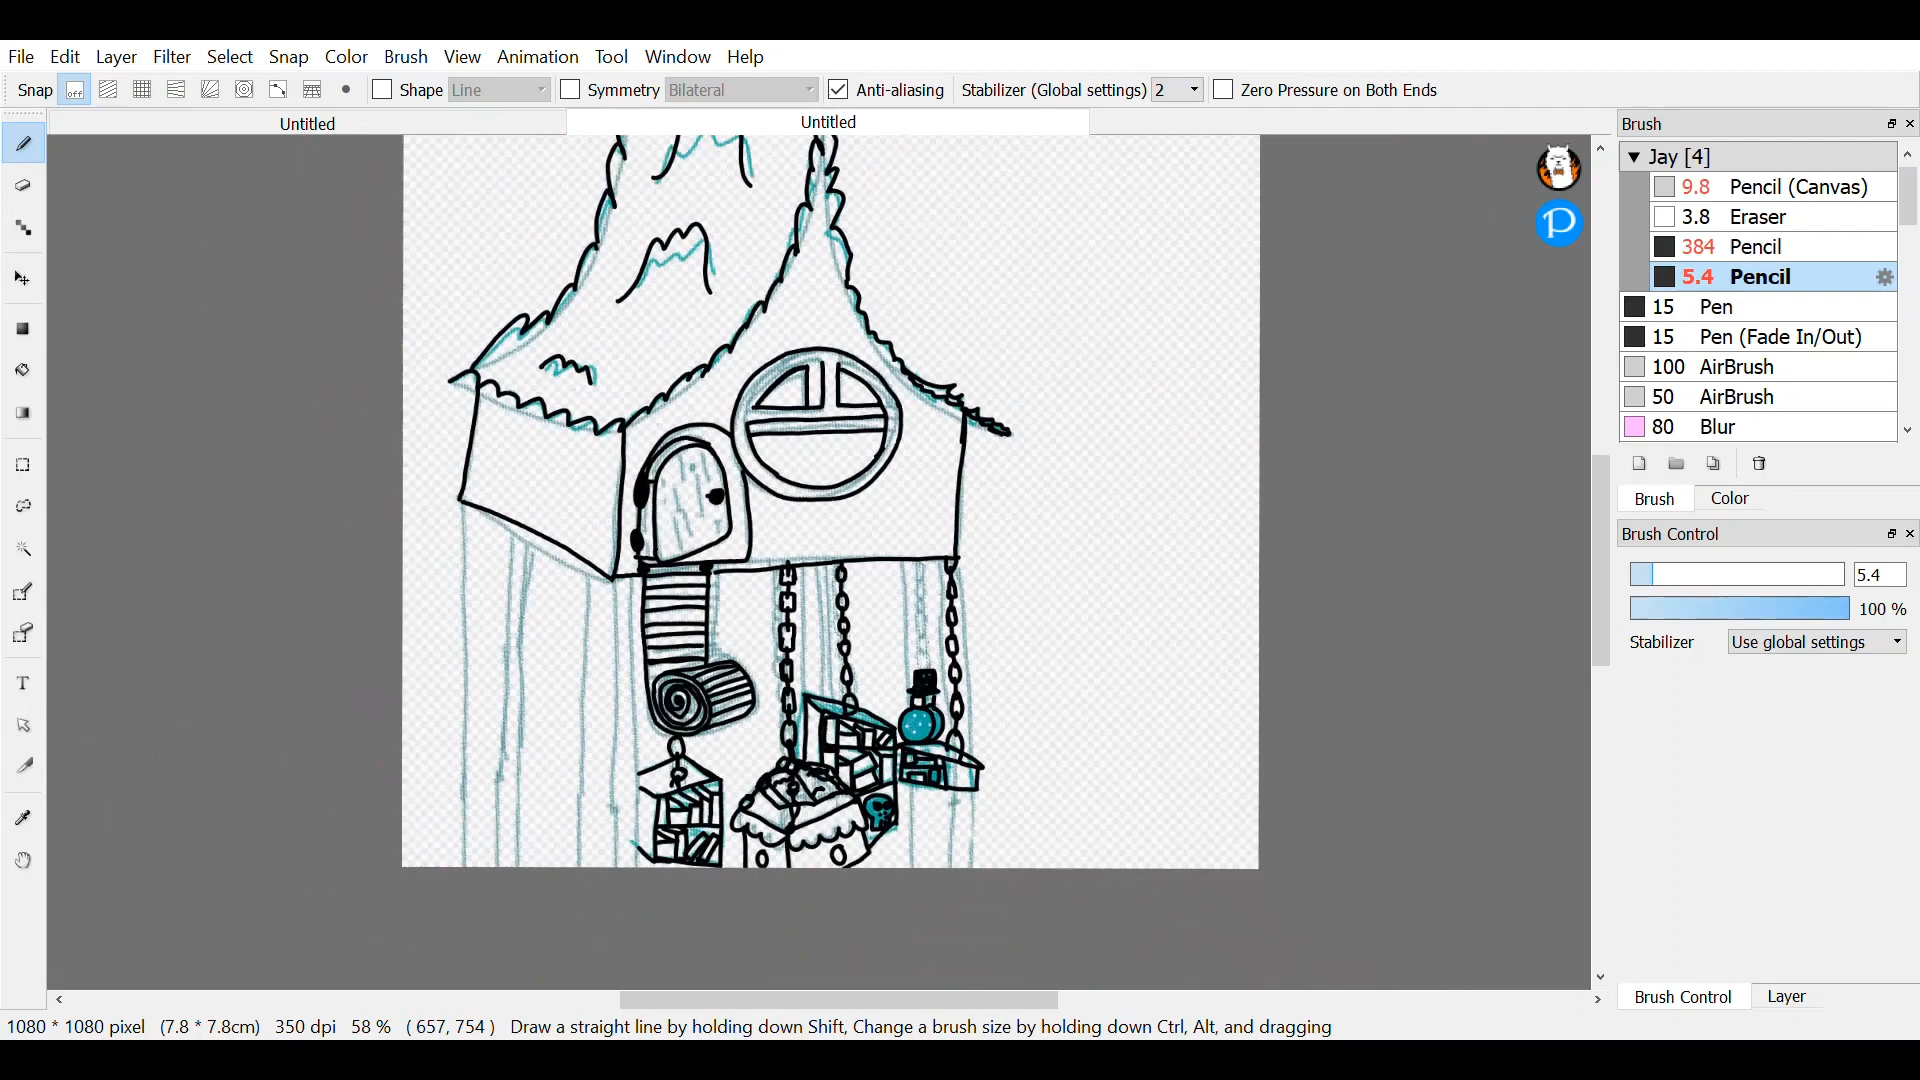 File Edit Layer Filter Select Snap Color Brush View Animation Tool Window Help
Snap off Shape Line Symmetry Bilateral Anti-aliasing Stabilizer (Global settings) 2 Zero Pressure on Both Ends
Untitled Untitled
Brush
Jay [4]
9.8 Pencil (Canvas)
3.8 Eraser
384 Pencil
5.4 Pencil
15 Pen
15 Pen (Fade In/Out)
100 AirBrush
50 AirBrush
80 Blur
Brush Color
Brush Control
5.4
100 %
Stabilizer Use global settings
Brush Control Layer
1080 * 1080 pixel (7.8 * 7.8cm) 350 dpi 58 % ( 657, 754 ) Draw a straight line by holding down Shift, Change a brush size by holding down Ctrl, Alt, and dragging